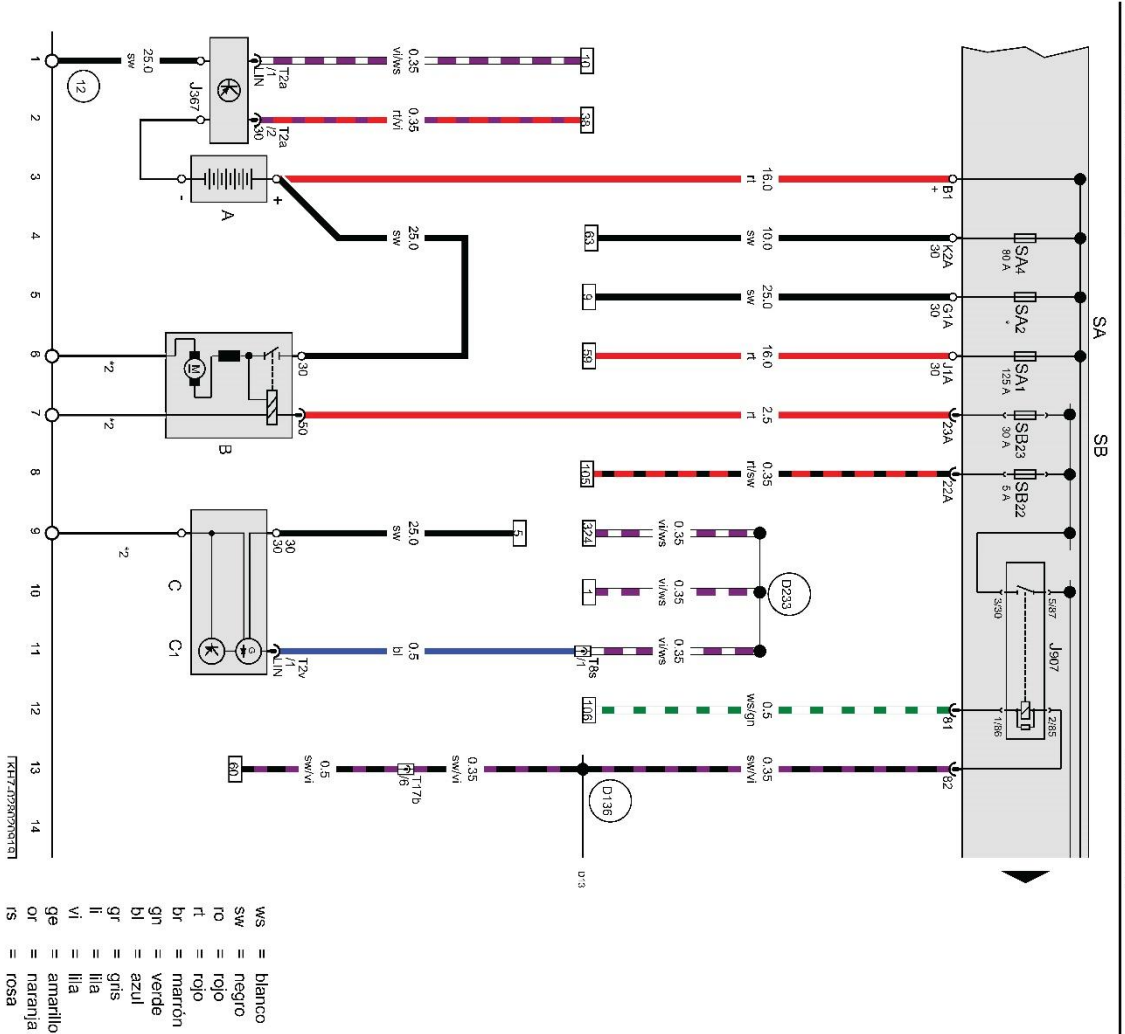 SA
SB
SA4
80 A
SA2
SA1
125 A
SB23
30 A
SB22
5 A
J907
3/30
5/87
1/86
2/85
B1
+
K2A
30
G1A
30
J1A
30
23A
22A
81
82
16.0
rt
10.0
sw
25.0
sw
16.0
rt
2.5
rt
0.35
rt/sw
0.5
ws/gn
0.35
sw/vi
D233
D136
D13
10
38
63
9
59
105
324
1
106
0.35
vi/ws
0.35
vi/ws
0.35
vi/ws
T8s
/1
0.35
vi/ws
0.35
rt/vi
25.0
sw
5
25.0
sw
0.5
bl
0.35
sw/vi
T17b
/6
0.5
sw/vi
60
T2a
/1
LIN
T2a
/2
30
J367
+
-
A
30
50
M
B
30
30
T2v
/1
LIN
G
C
C1
25.0
sw
12
*2
*2
*2
1 2 3 4 5 6 7 8 9 10 11 12 13 14
ws = blanco
sw = negro
ro = rojo
rt = rojo
br = marrón
gn = verde
bl = azul
gr = gris
li = lila
vi = lila
ge = amarillo
or = naranja
rs = rosa